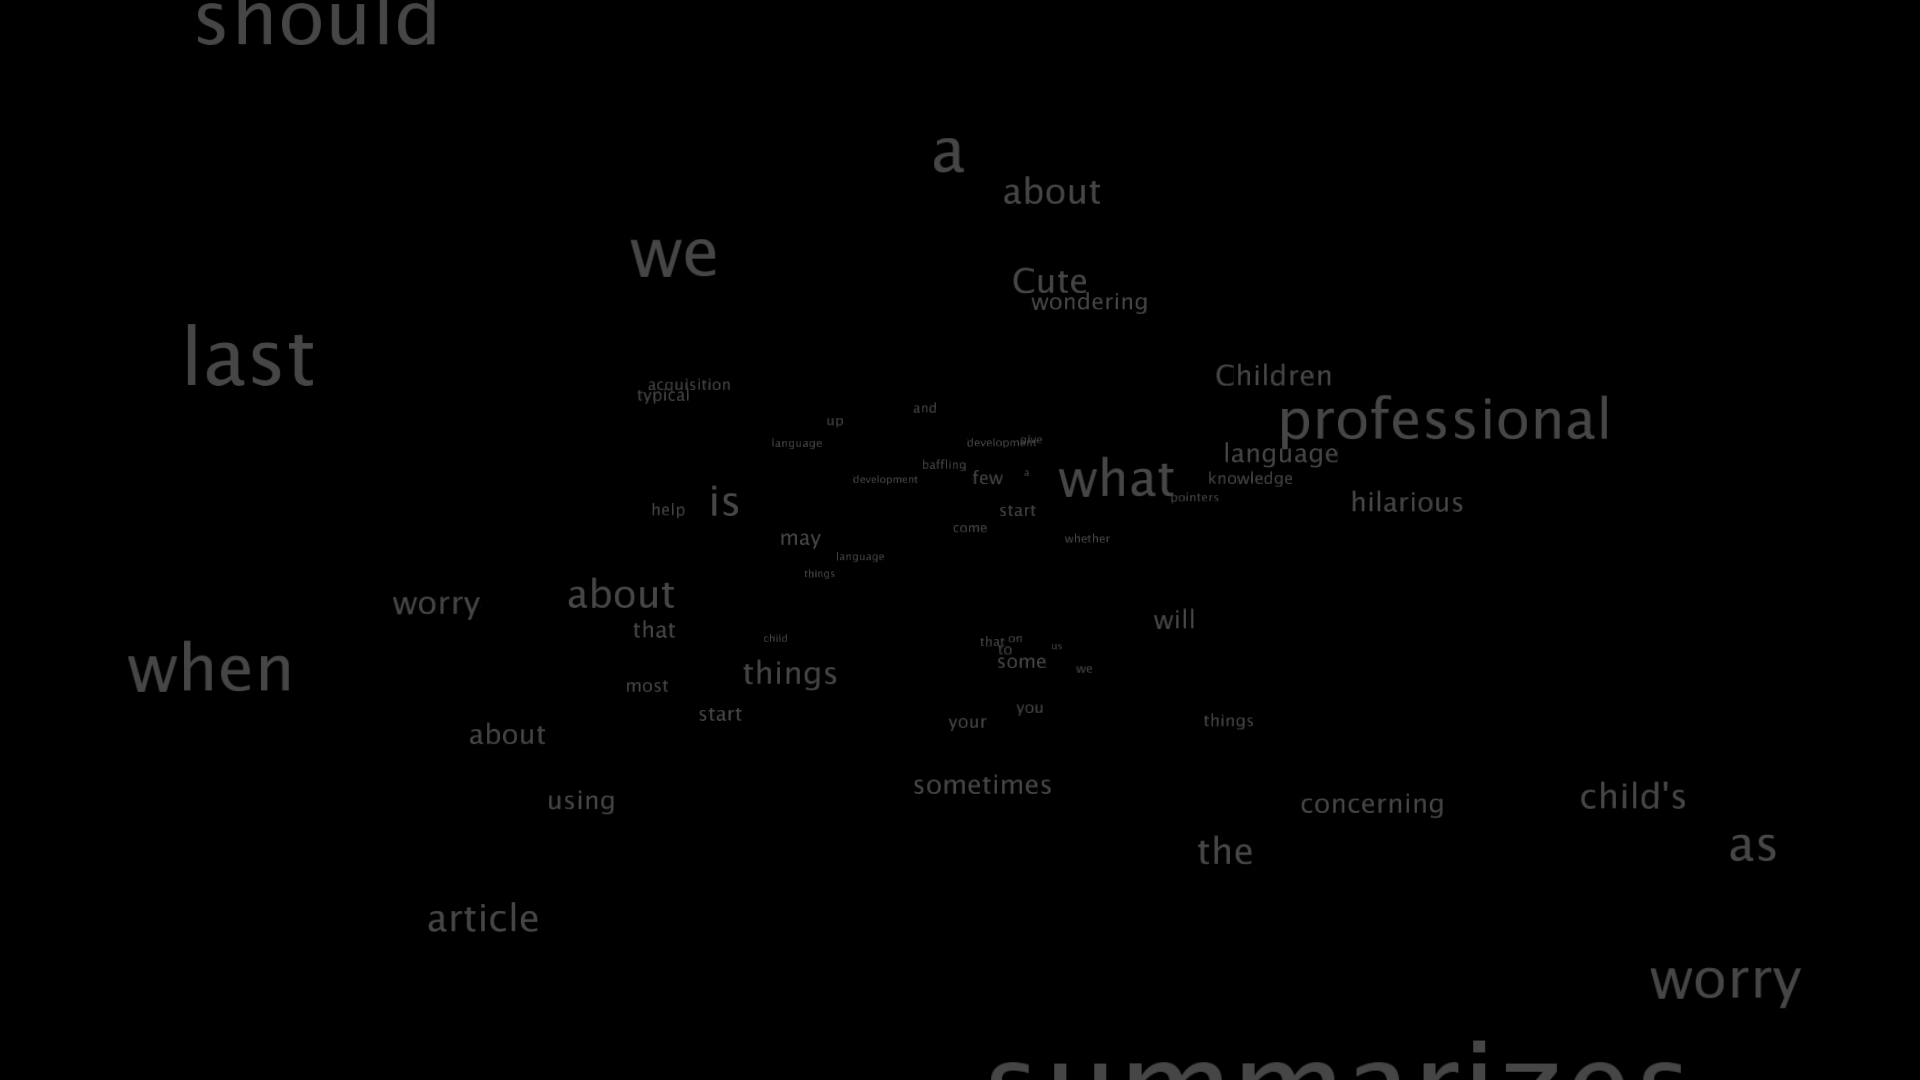 should
a
about
we
Cute
wondering
last
Children
acquisition
typical
professional
and
up
give
language
development
language
baffling
what
few
a
knowledge
development
pointers
is
hilarious
help
start
come
may
whether
language
things
about
worry
will
that
child
that
on
to
us
some
when
we
things
most
you
start
your
things
about
sometimes
child's
using
concerning
the
as
article
worry
summarizes